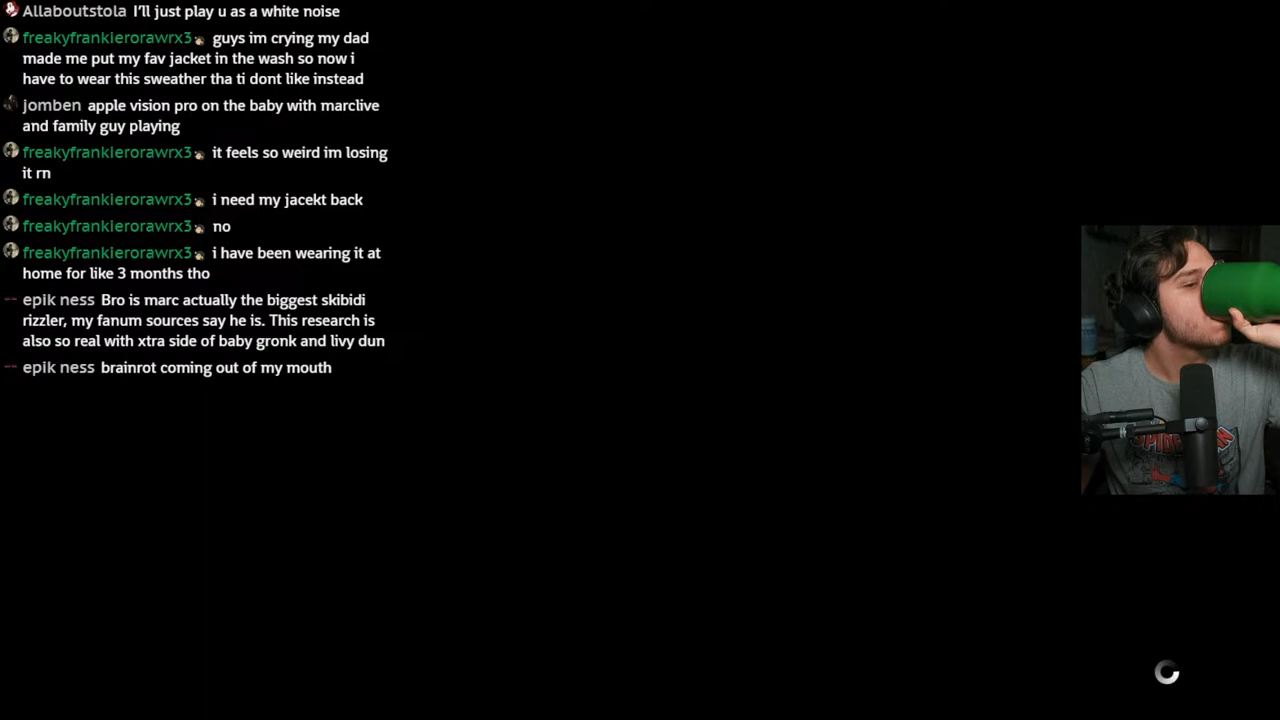 Allaboutstola I'll just play u as a white noise
freakyfrankierorawrx3 guys im crying my dad
made me put my fav jacket in the wash so now i
have to wear this sweather tha ti dont like instead
jomben apple vision pro on the baby with marclive
and family guy playing
freakyfrankierorawrx3 it feels so weird im losing
it rn
freakyfrankierorawrx3 i need my jacekt back
freakyfrankierorawrx3 no
freakyfrankierorawrx3 i have been wearing it at
home for like 3 months tho
epik ness Bro is marc actually the biggest skibidi
rizzler, my fanum sources say he is. This research is
also so real with xtra side of baby gronk and livy dun
epik ness brainrot coming out of my mouth